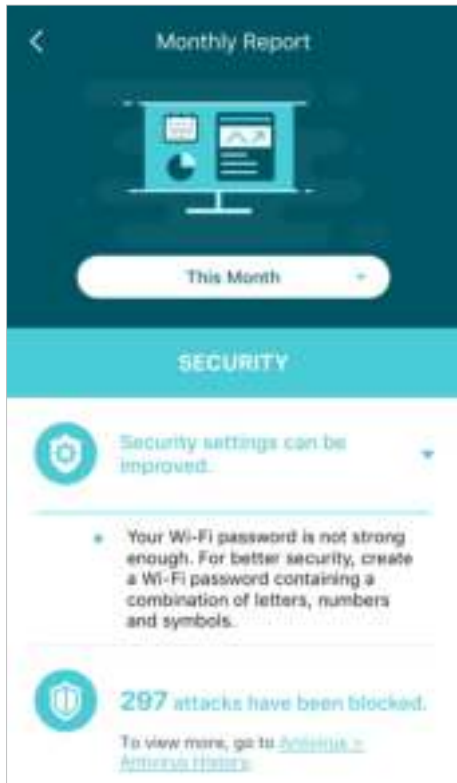 Monthly Report
This Month
SECURITY
Security settings can be
improved.
Your Wi-Fi password is not strong
enough. For better security, create
a Wi-Fi password containing a
combination of letters, numbers
and symbols.
297 attacks have been blocked.
To view more, go to Antivirus >
Antivirus History.